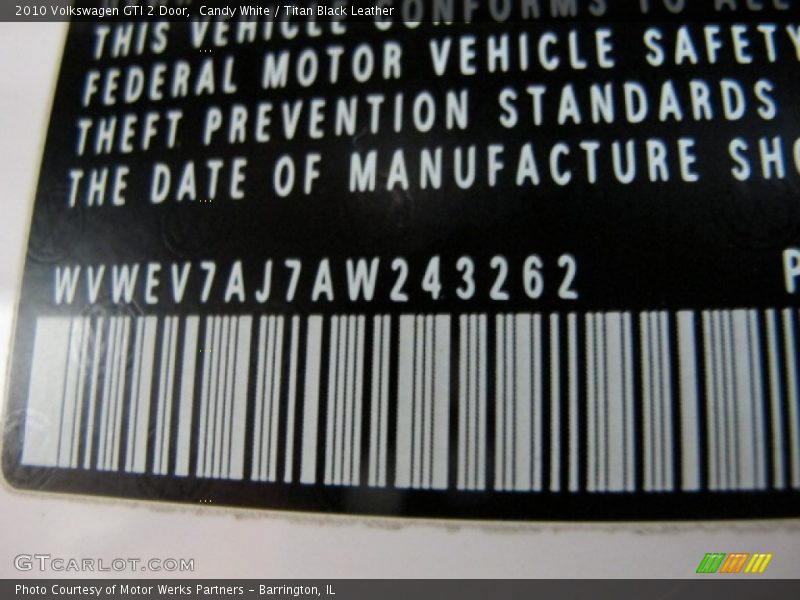 2010 Volkswagen GTI 2 Door, Candy White / Titan Black Leather
THIS VEHICLE CONFORMS TO ALL
FEDERAL MOTOR VEHICLE SAFETY
THEFT PREVENTION STANDARDS
THE DATE OF MANUFACTURE SHO
WVWEV7AJ7AW243262 P
GTCARLOT.COM
Photo Courtesy of Motor Werks Partners - Barrington, IL